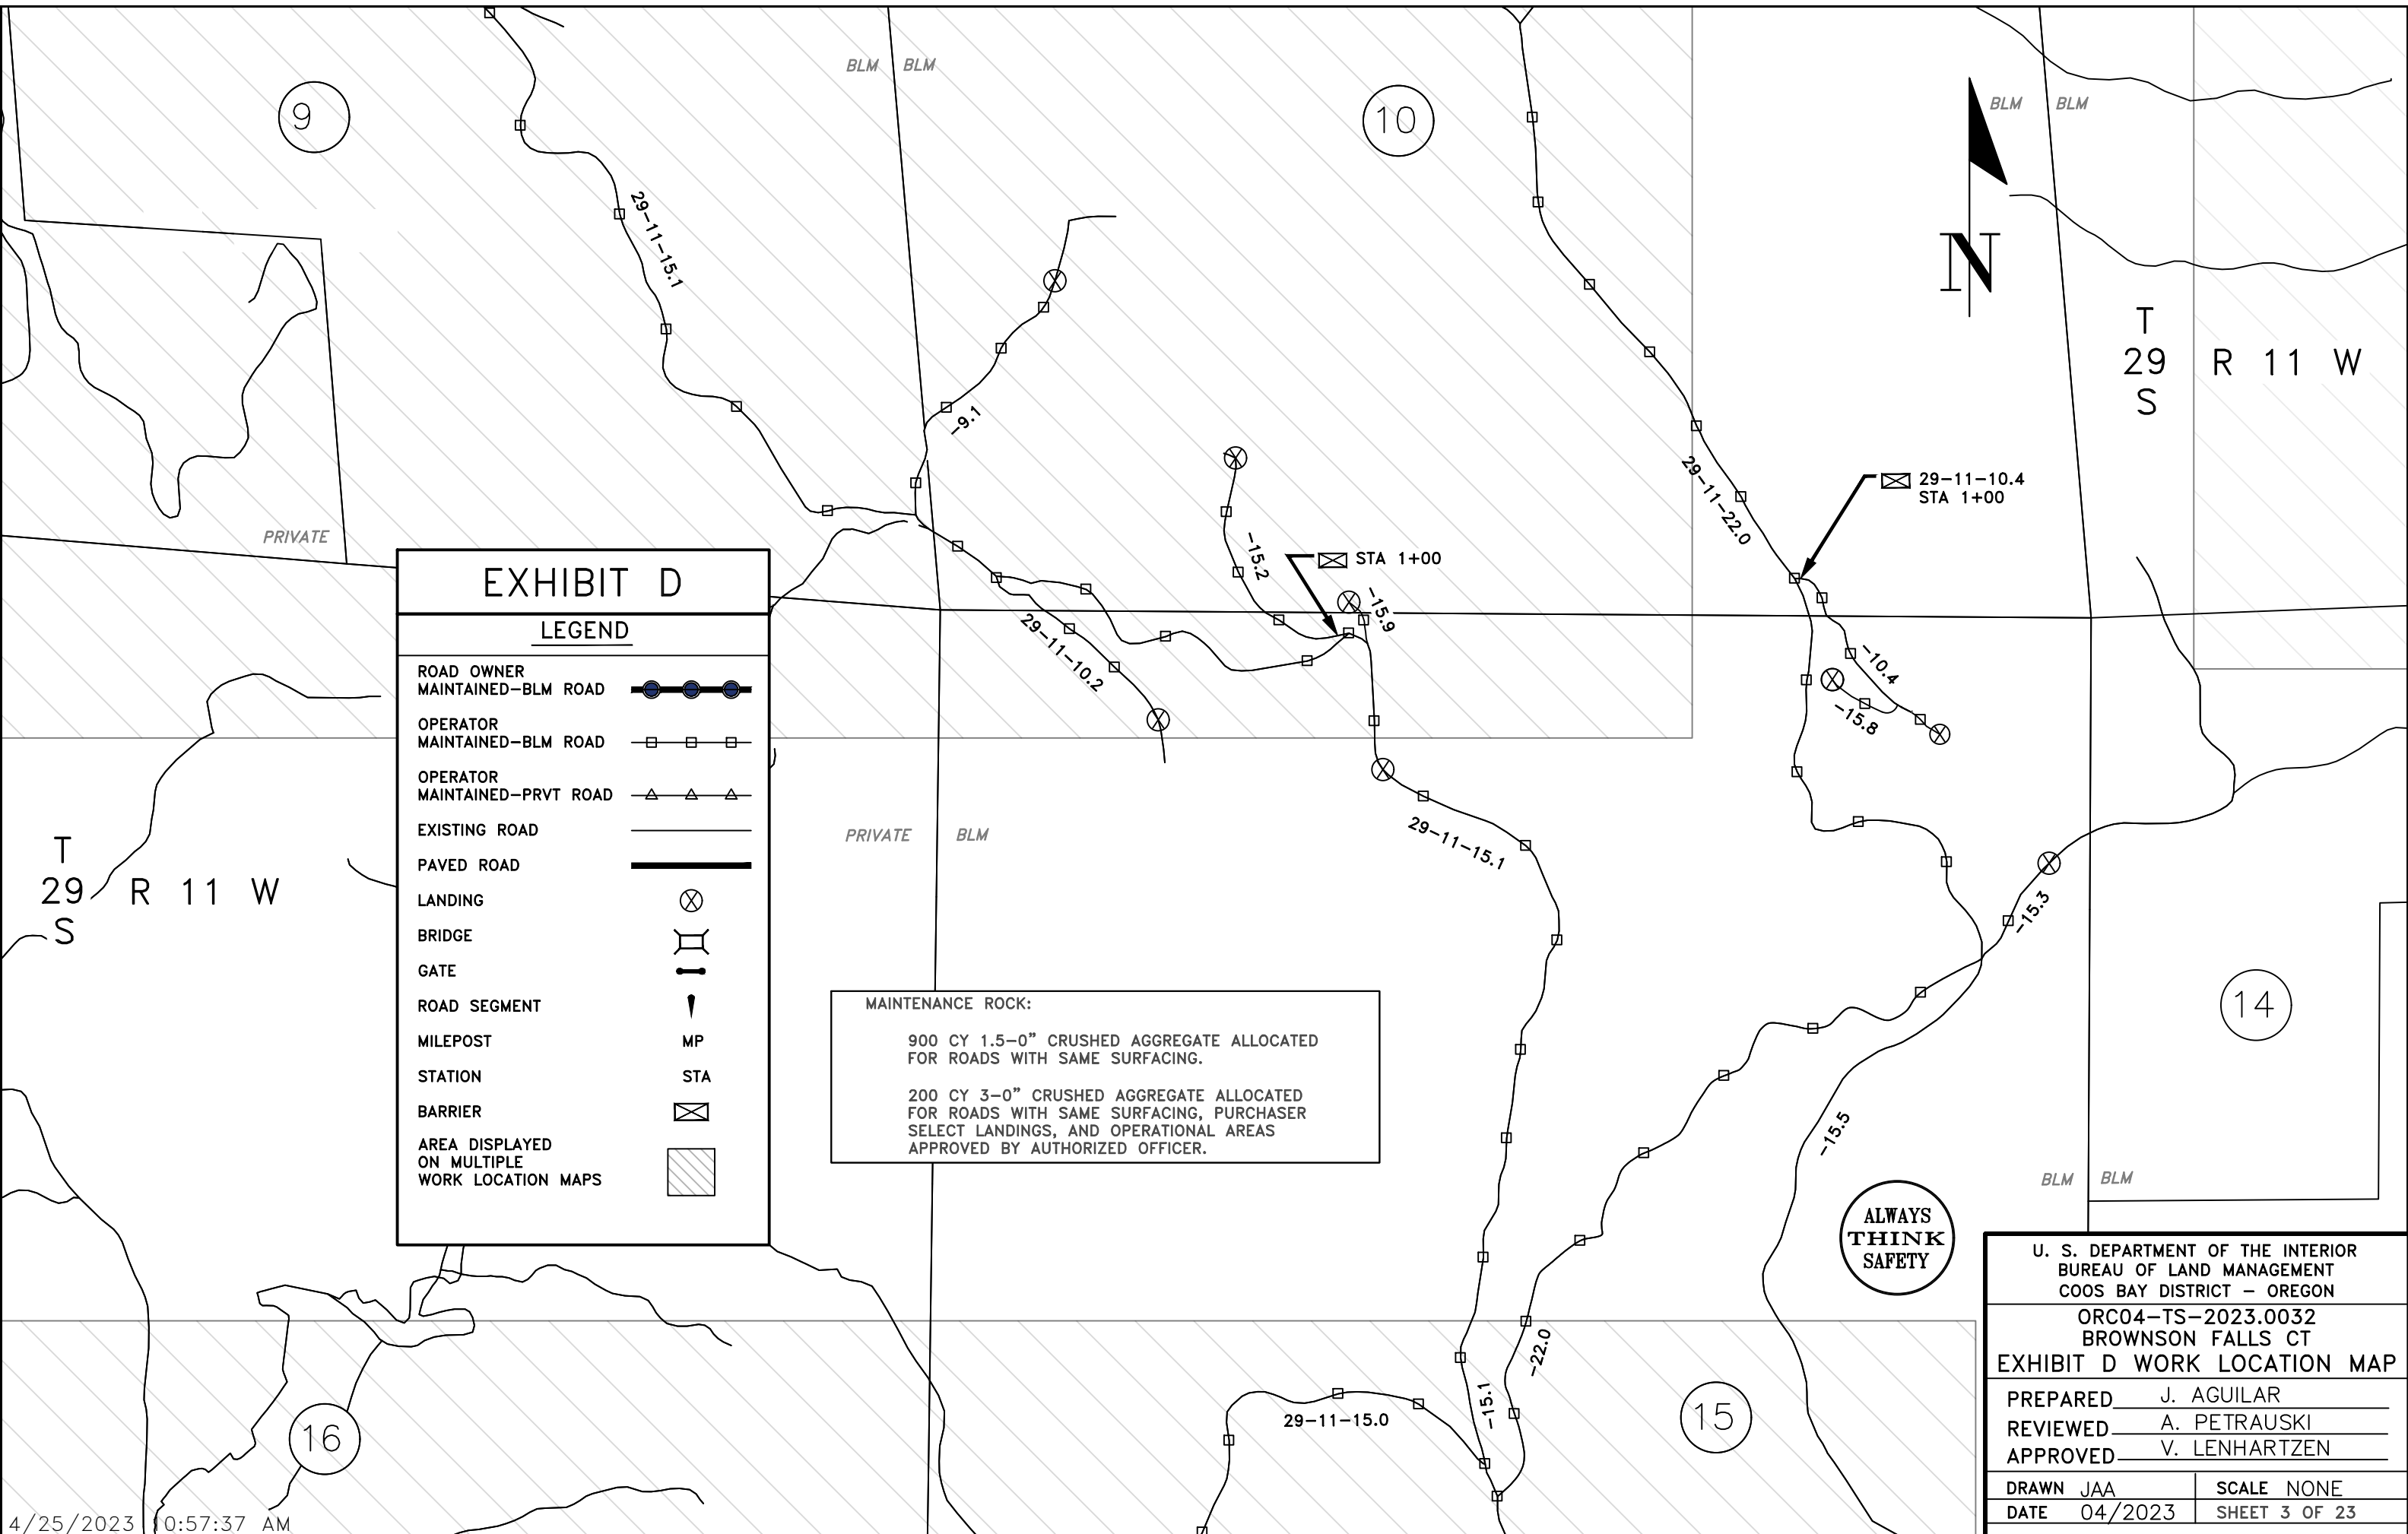 BLM BLM
9
10
BLM BLM
N
29-11-15.1
T
29 R 11 W
S
-9.1
29-11-22.0
29-11-10.4
STA 1+00
PRIVATE
-15.2
STA 1+00
-15.9
29-11-10.2
-10.4
-15.8
EXHIBIT D
LEGEND
ROAD OWNER
MAINTAINED-BLM ROAD
OPERATOR
MAINTAINED-BLM ROAD
OPERATOR
MAINTAINED-PRVT ROAD
EXISTING ROAD
PAVED ROAD
LANDING
BRIDGE
GATE
ROAD SEGMENT
MILEPOST MP
STATION STA
BARRIER
AREA DISPLAYED
ON MULTIPLE
WORK LOCATION MAPS
T
29 R 11 W
S
PRIVATE BLM
29-11-15.1
-15.3
14
MAINTENANCE ROCK:
900 CY 1.5-0" CRUSHED AGGREGATE ALLOCATED
FOR ROADS WITH SAME SURFACING.
200 CY 3-0" CRUSHED AGGREGATE ALLOCATED
FOR ROADS WITH SAME SURFACING, PURCHASER
SELECT LANDINGS, AND OPERATIONAL AREAS
APPROVED BY AUTHORIZED OFFICER.
-15.5
BLM BLM
ALWAYS
THINK
SAFETY
-22.0
-15.1
29-11-15.0
15
16
U. S. DEPARTMENT OF THE INTERIOR
BUREAU OF LAND MANAGEMENT
COOS BAY DISTRICT - OREGON
ORC04-TS-2023.0032
BROWNSON FALLS CT
EXHIBIT D WORK LOCATION MAP
PREPARED J. AGUILAR
REVIEWED A. PETRAUSKI
APPROVED V. LENHARTZEN
DRAWN JAA SCALE NONE
DATE 04/2023 SHEET 3 OF 23
4/25/2023 10:57:37 AM